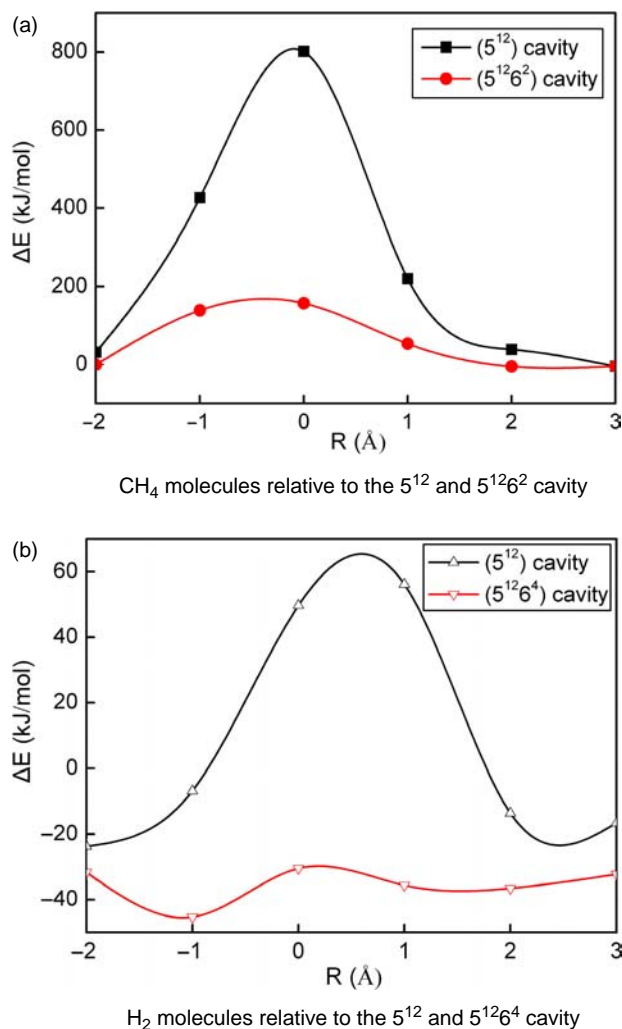 (a)
800
600
400
200
0
ΔE (kJ/mol)
(5¹²) cavity
(5¹²6²) cavity
−2 −1 0 1 2 3
R (Å)
CH₄ molecules relative to the 5¹² and 5¹²6² cavity
(b)
60
40
20
0
−20
−40
ΔE (kJ/mol)
(5¹²) cavity
(5¹²6⁴) cavity
−2 −1 0 1 2 3
R (Å)
H₂ molecules relative to the 5¹² and 5¹²6⁴ cavity